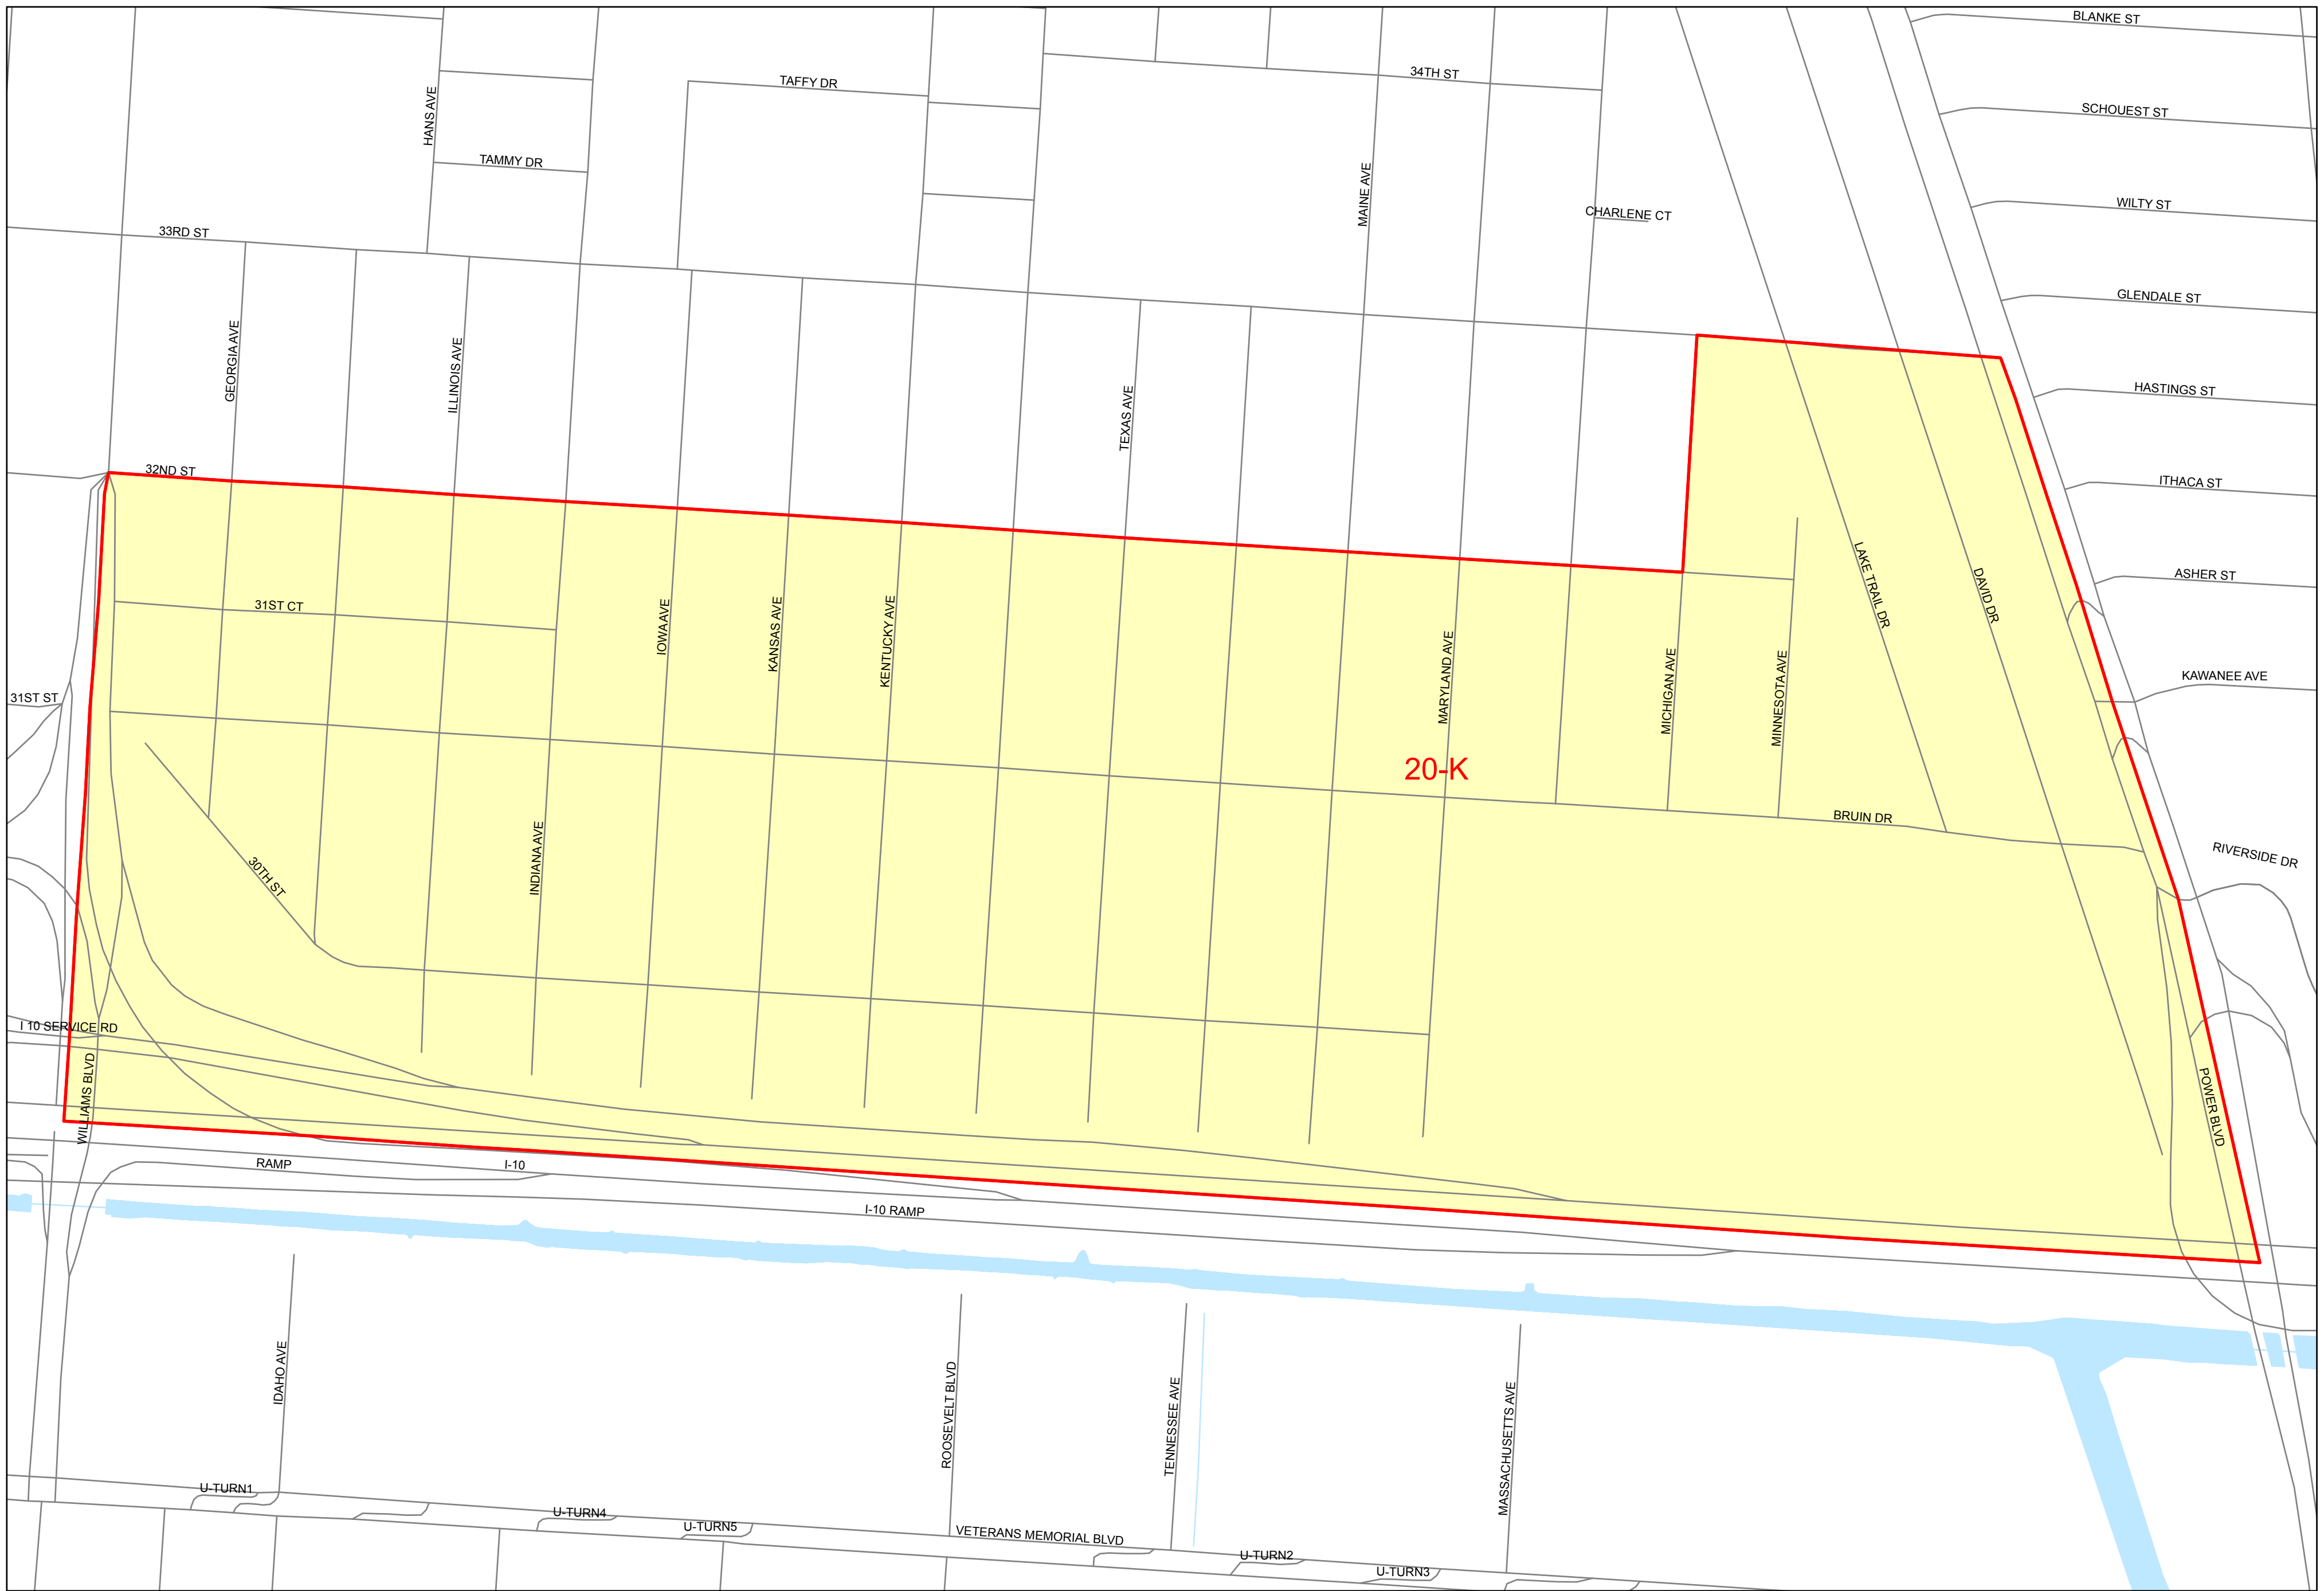 BLANKE ST
34TH ST
TAFFY DR
HANS AVE
SCHOUEST ST
TAMMY DR
MAINE AVE
WILTY ST
CHARLENE CT
33RD ST
GLENDALE ST
GEORGIA AVE
ILLINOIS AVE
TEXAS AVE
HASTINGS ST
32ND ST
ITHACA ST
LAKE TRAIL DR
DAVID DR
ASHER ST
31ST CT
IOWA AVE
KANSAS AVE
KENTUCKY AVE
MARYLAND AVE
MICHIGAN AVE
MINNESOTA AVE
KAWANEE AVE
31ST ST
20-K
BRUIN DR
INDIANA AVE
30TH ST
RIVERSIDE DR
I 10 SERVICE RD
WILLIAMS BLVD
POWER BLVD
RAMP
I-10
I-10 RAMP
IDAHO AVE
ROOSEVELT BLVD
TENNESSEE AVE
MASSACHUSETTS AVE
U-TURN1
U-TURN4
U-TURN5
VETERANS MEMORIAL BLVD
U-TURN2
U-TURN3